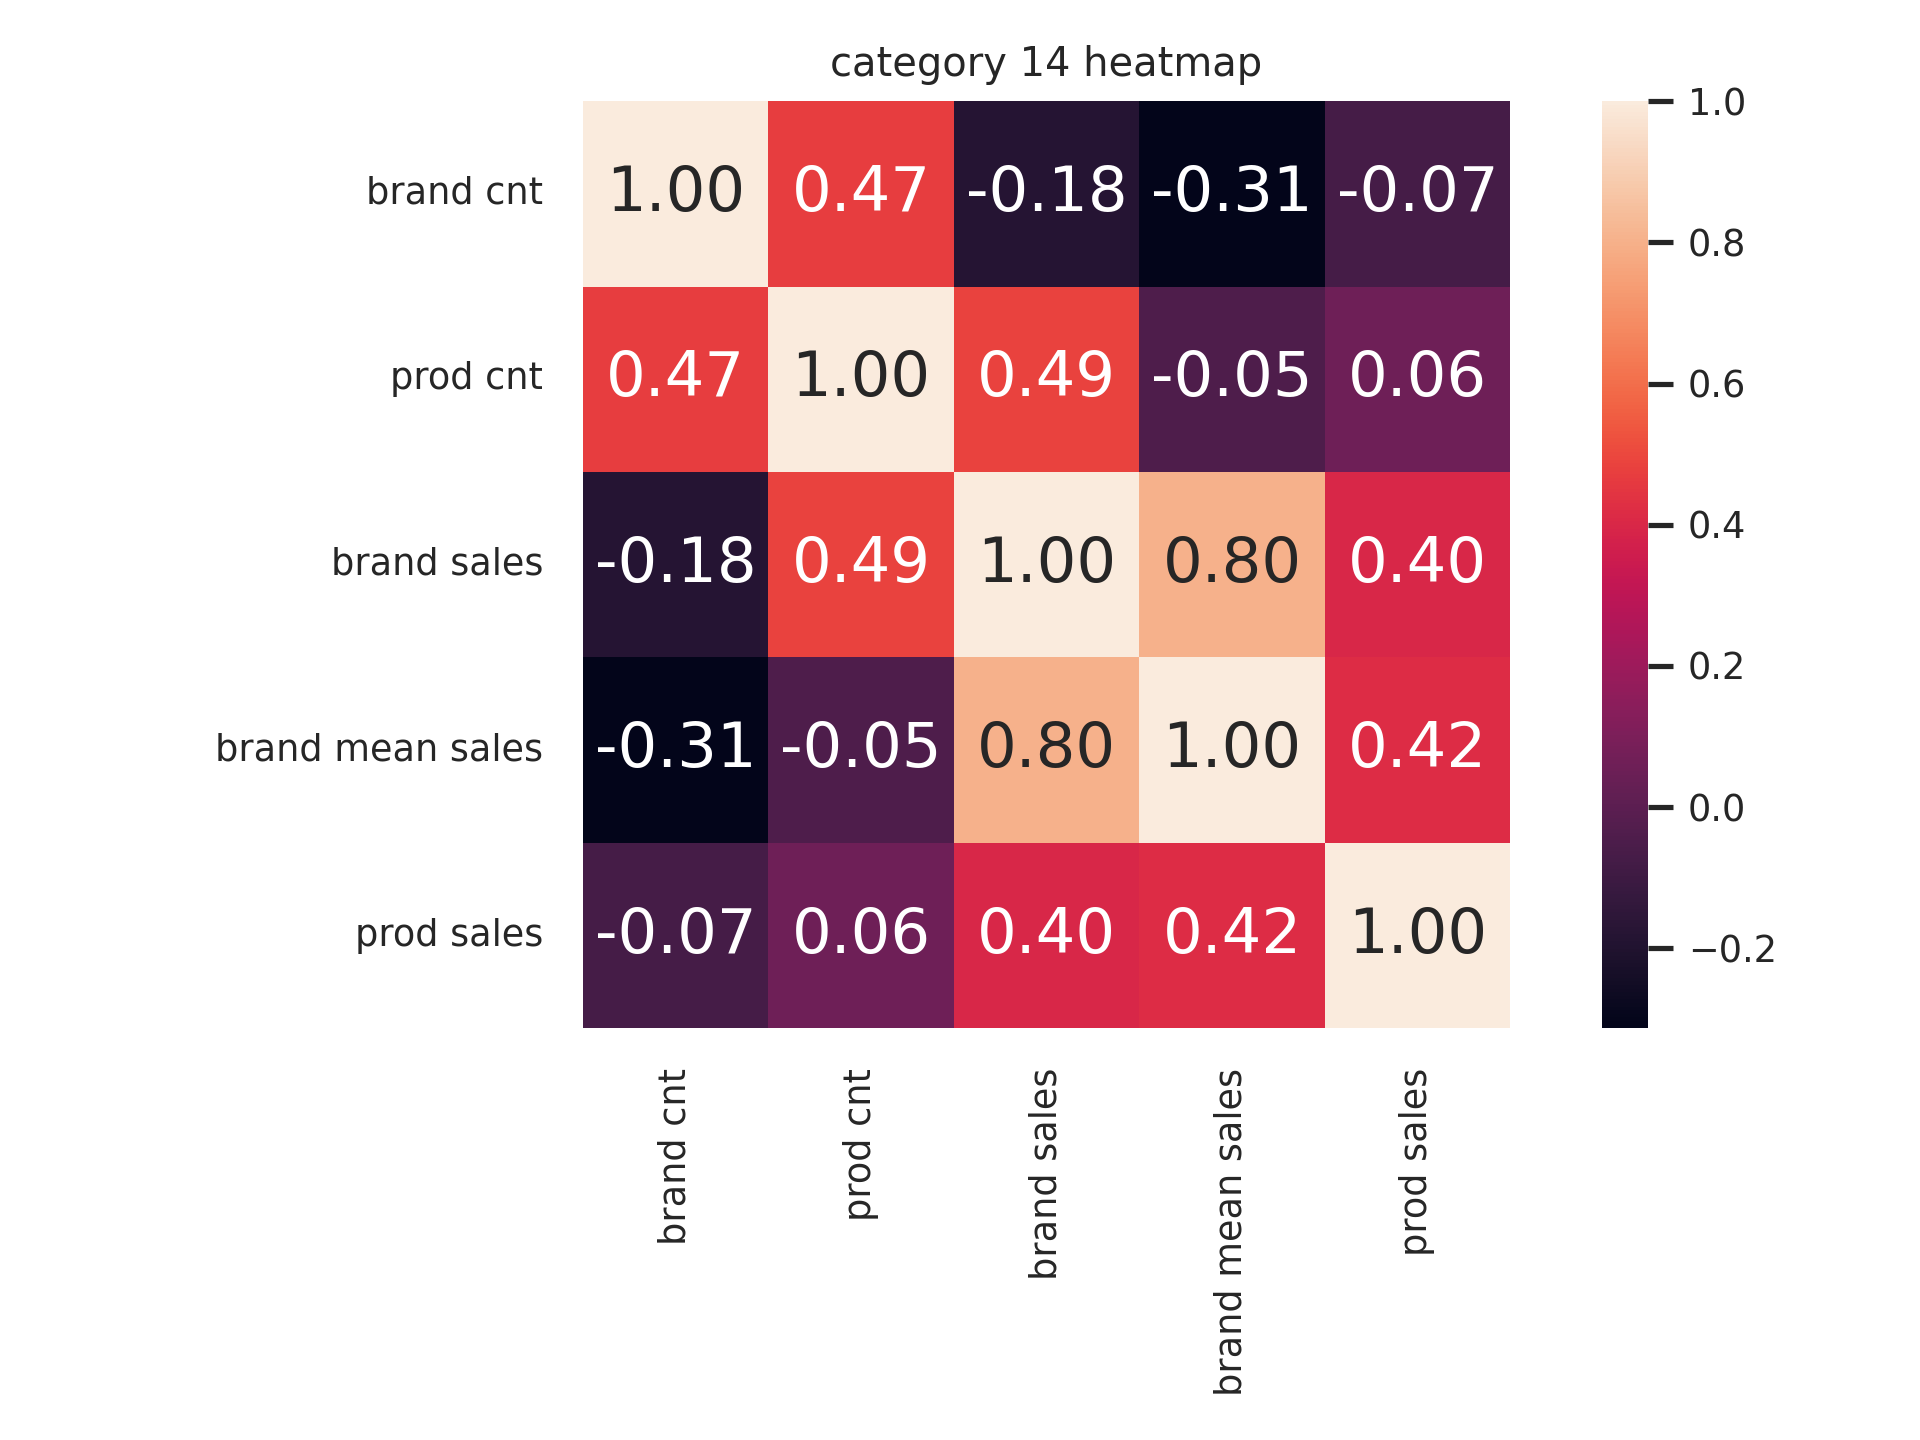 category 14 heatmap
brand cnt 1.00 0.47 -0.18 -0.31 -0.07
prod cnt 0.47 1.00 0.49 -0.05 0.06
brand sales -0.18 0.49 1.00 0.80 0.40
brand mean sales -0.31 -0.05 0.80 1.00 0.42
prod sales -0.07 0.06 0.40 0.42 1.00
brand cnt
prod cnt
brand sales
brand mean sales
prod sales
1.0
0.8
0.6
0.4
0.2
0.0
−0.2